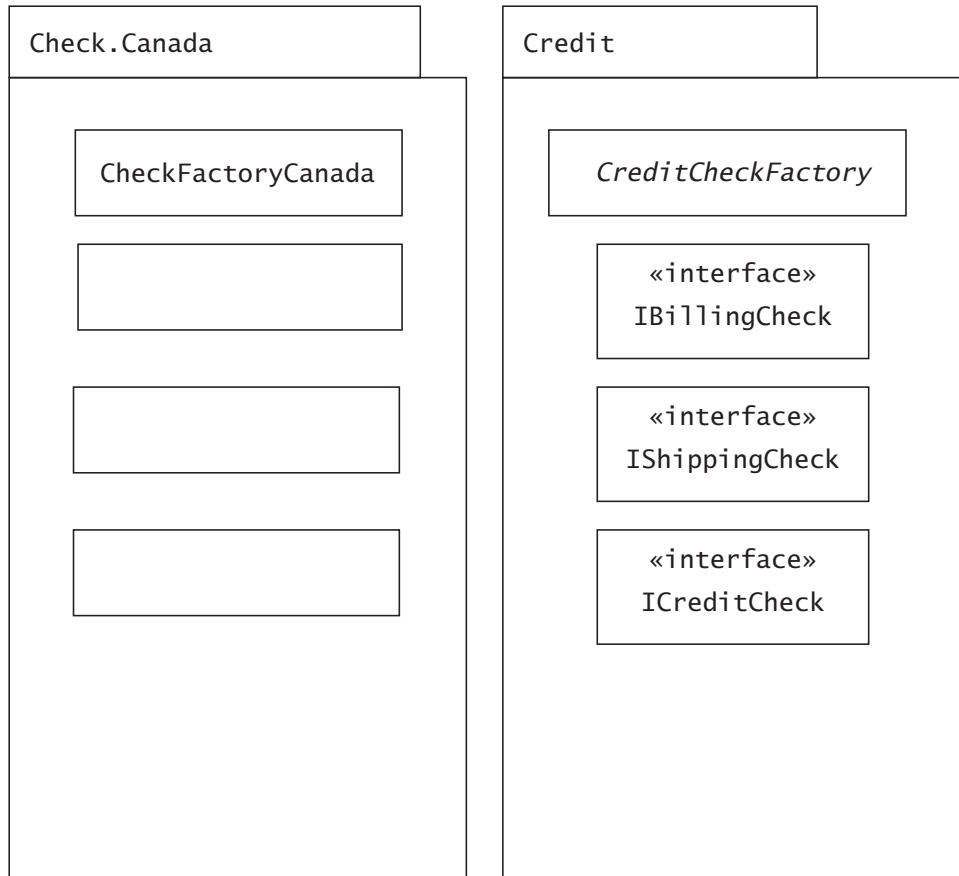 Check.Canada
CheckFactoryCanada
Credit
CreditCheckFactory
«interface»
IBillingCheck
«interface»
IShippingCheck
«interface»
ICreditCheck